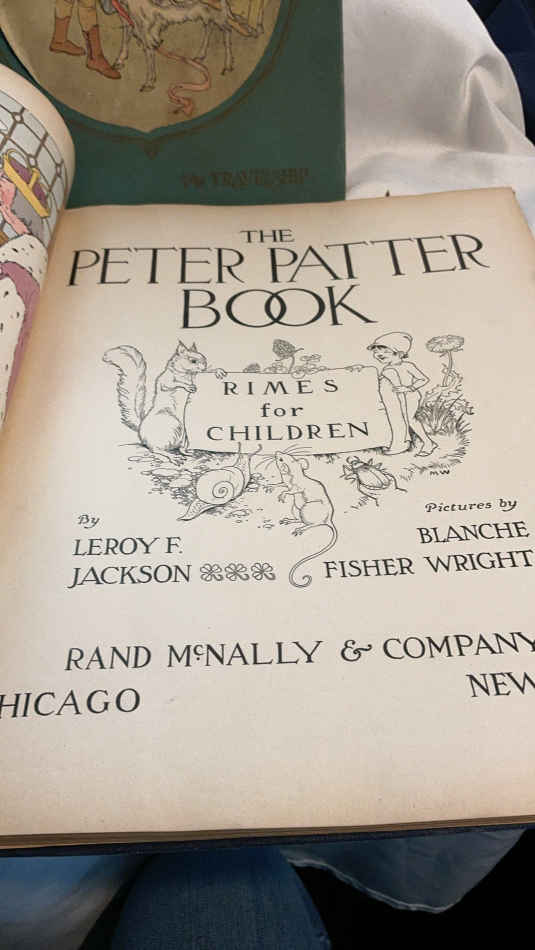 THE
PETER PATTER
BOOK
RIMES
for
CHILDREN
MW
By
LEROY F.
JACKSON
Pictures by
BLANCHE
FISHER WRIGHT
RAND McNALLY & COMPANY
HICAGO
NEW